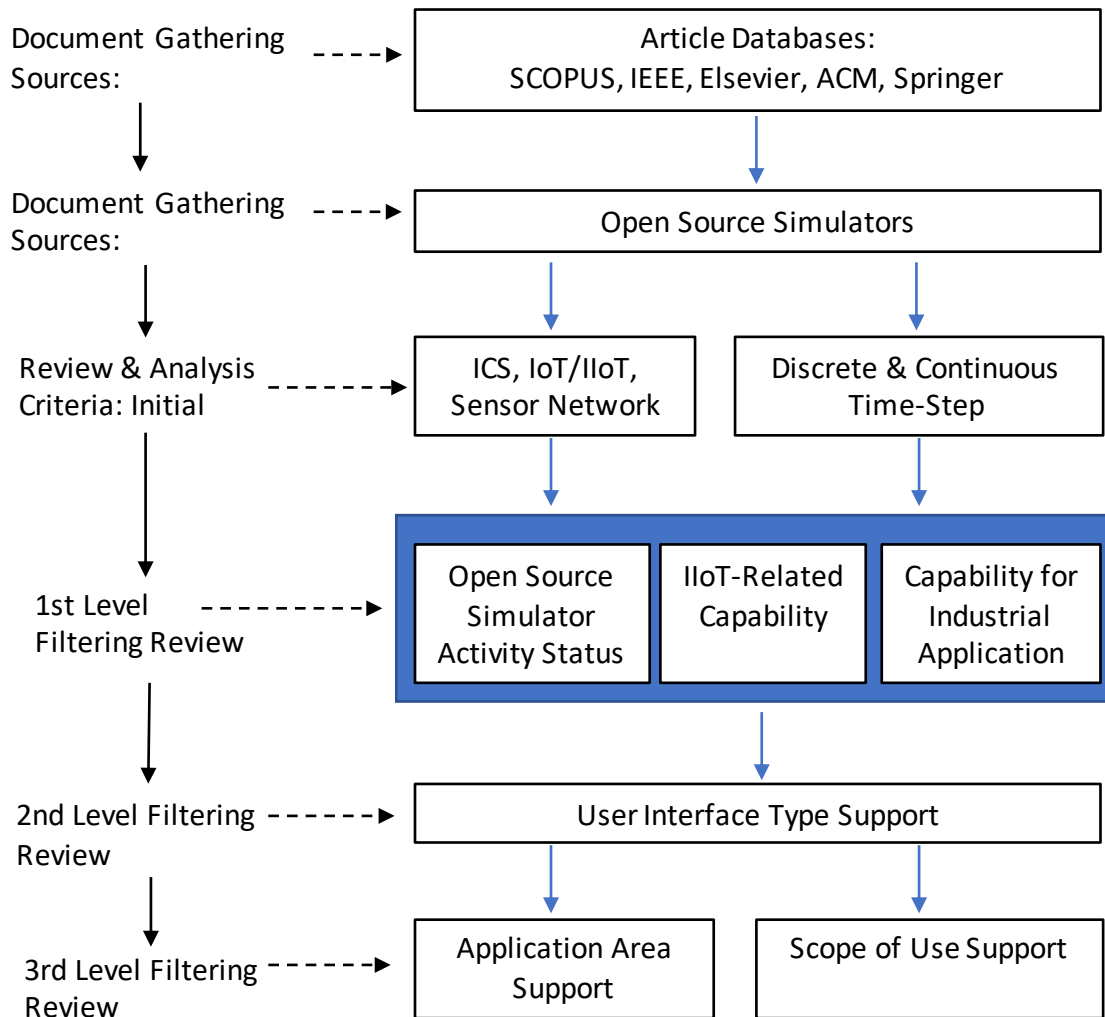 Document Gathering
Sources:
Article Databases:
SCOPUS, IEEE, Elsevier, ACM, Springer
Document Gathering
Sources:
Open Source Simulators
Review & Analysis
Criteria: Initial
ICS, IoT/IIoT,
Sensor Network
Discrete & Continuous
Time-Step
1st Level
Filtering Review
Open Source
Simulator
Activity Status
IIoT-Related
Capability
Capability for
Industrial
Application
2nd Level Filtering
Review
User Interface Type Support
3rd Level Filtering
Review
Application Area
Support
Scope of Use Support